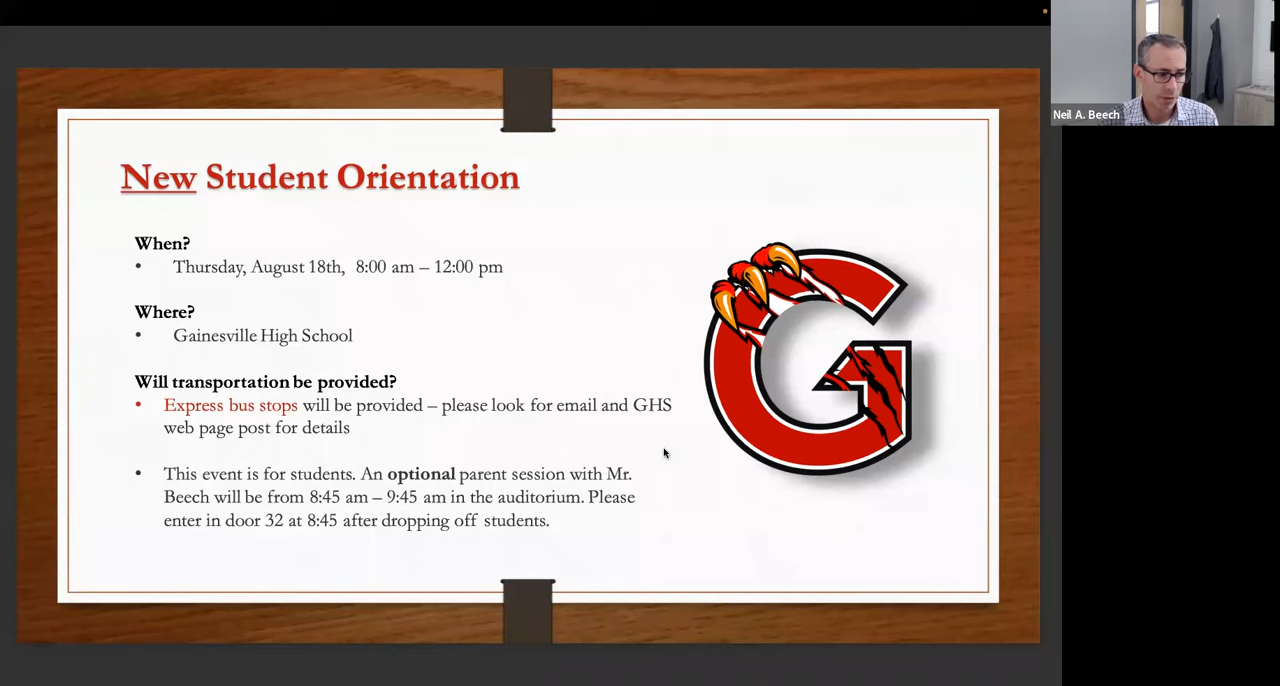 New Student Orientation
When?
• Thursday, August 18th, 8:00 am – 12:00 pm
Where?
• Gainesville High School
Will transportation be provided?
• Express bus stops will be provided – please look for email and GHS
web page post for details
• This event is for students. An optional parent session with Mr.
Beech will be from 8:45 am – 9:45 am in the auditorium. Please
enter in door 32 at 8:45 after dropping off students.
G
Neil A. Beech